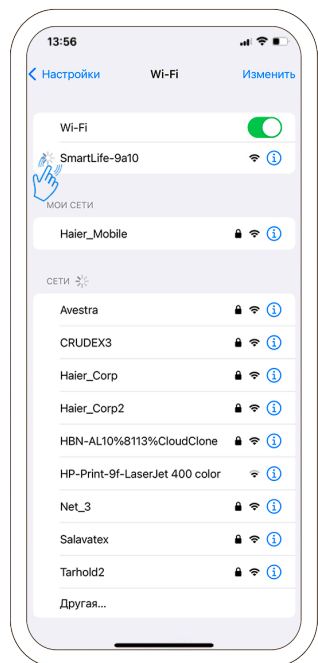 13:56
Настройки Wi-Fi Изменить
Wi-Fi
SmartLife-9a10
МОИ СЕТИ
Haier_Mobile
СЕТИ
Avestra
CRUDEX3
Haier_Corp
Haier_Corp2
HBN-AL10%8113%CloudClone
HP-Print-9f-LaserJet 400 color
Net_3
Salavatex
Tarhold2
Другая...